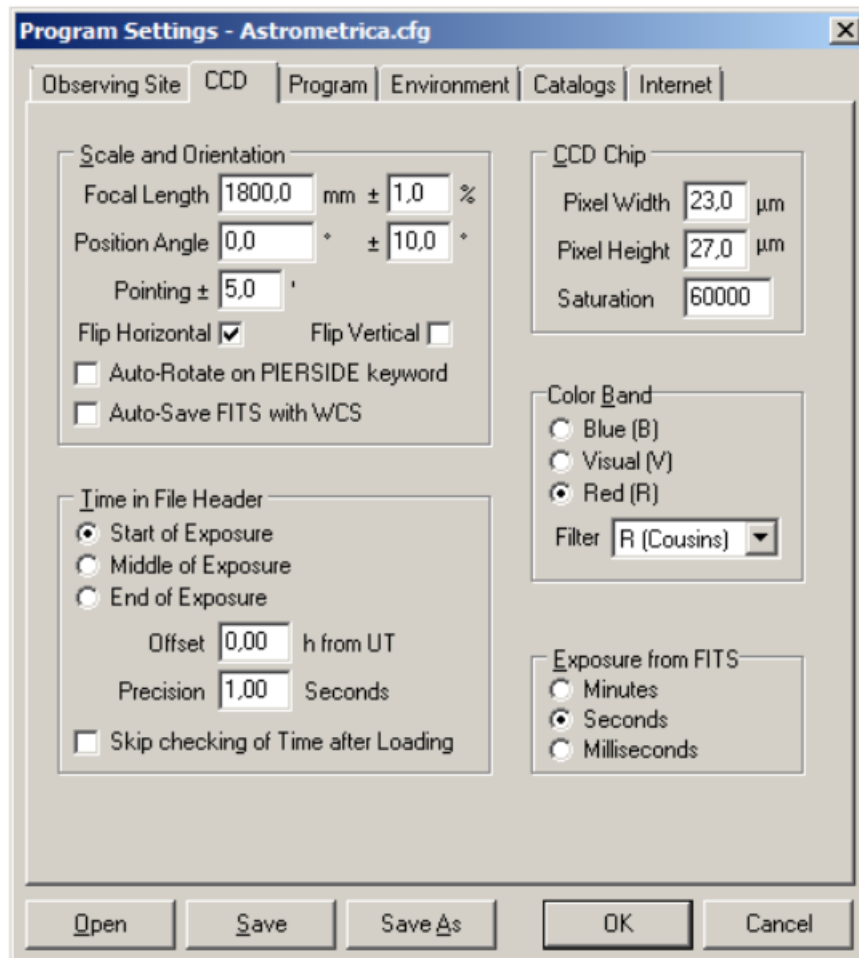 Program Settings - Astrometrica.cfg
Observing Site CCD Program Environment Catalogs Internet
Scale and Orientation
Focal Length 1800,0 mm ± 1,0 %
Position Angle 0,0 ° ± 10,0 °
Pointing ± 5,0 '
Flip Horizontal Flip Vertical
Auto-Rotate on PIERSIDE keyword
Auto-Save FITS with WCS
Time in File Header
Start of Exposure
Middle of Exposure
End of Exposure
Offset 0,00 h from UT
Precision 1,00 Seconds
Skip checking of Time after Loading
CCD Chip
Pixel Width 23,0 µm
Pixel Height 27,0 µm
Saturation 60000
Color Band
Blue (B)
Visual (V)
Red (R)
Filter R (Cousins)
Exposure from FITS
Minutes
Seconds
Milliseconds
Open Save Save As OK Cancel